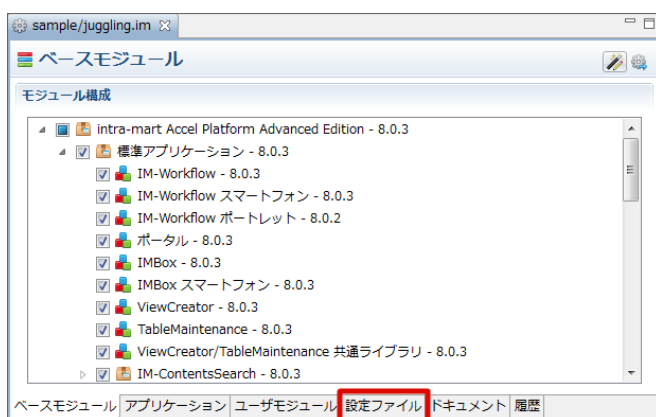 sample/juggling.im
ベースモジュール
モジュール構成
intra-mart Accel Platform Advanced Edition - 8.0.3
標準アプリケーション - 8.0.3
IM-Workflow - 8.0.3
IM-Workflow スマートフォン - 8.0.3
IM-Workflow ポートレット - 8.0.2
ポータル - 8.0.3
IMBox - 8.0.3
IMBox スマートフォン - 8.0.3
ViewCreator - 8.0.3
TableMaintenance - 8.0.3
ViewCreator/TableMaintenance 共通ライブラリ - 8.0.3
IM-ContentsSearch - 8.0.3
ベースモジュール アプリケーション ユーザモジュール 設定ファイル ドキュメント 履歴